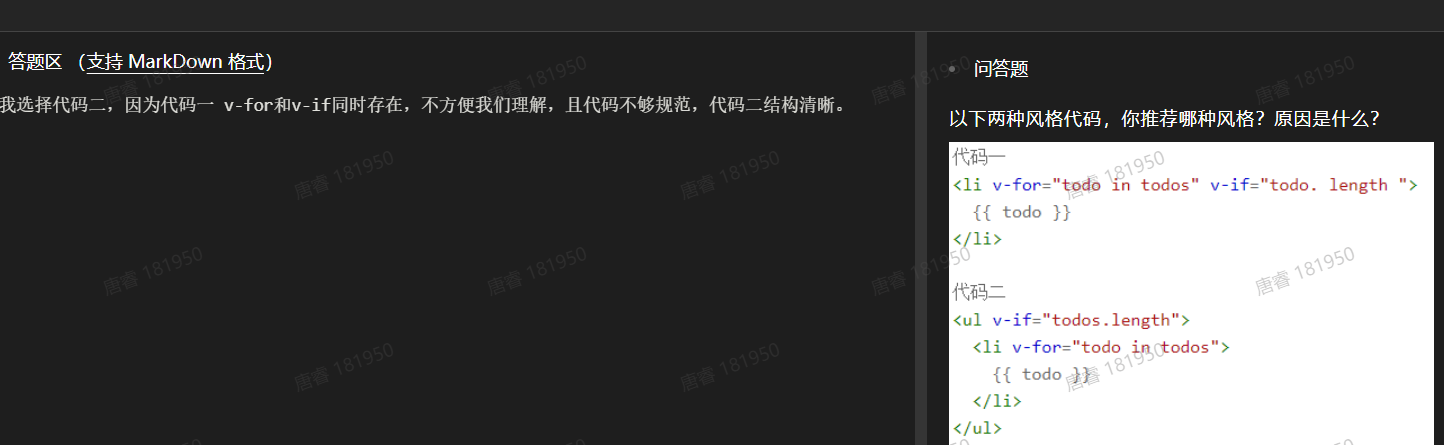 答题区 （支持 MarkDown 格式）
我选择代码二，因为代码一 v-for和v-if同时存在，不方便我们理解，且代码不够规范，代码二结构清晰。
问答题
以下两种风格代码，你推荐哪种风格？原因是什么？
代码一
<li v-for="todo in todos" v-if="todo. length ">
{{ todo }}
</li>
代码二
<ul v-if="todos.length">
<li v-for="todo in todos">
{{ todo }}
</li>
</ul>
唐睿 181950
唐睿 181950
唐睿 181950
唐睿 181950
唐睿 181950
唐睿 181950
唐睿 181950
唐睿 181950
唐睿 181950
唐睿 181950
唐睿 181950
唐睿 181950
唐睿 181950
唐睿 181950